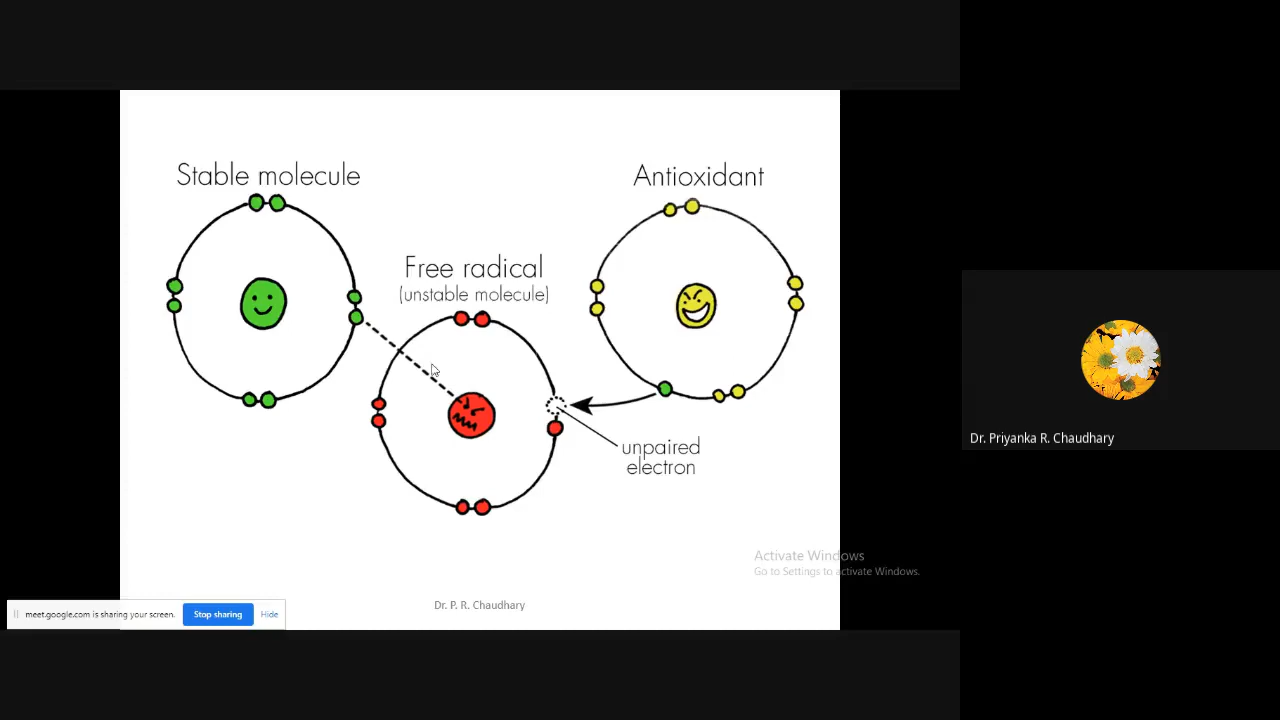 Stable molecule
Antioxidant
Free radical
(unstable molecule)
unpaired
electron
Activate Windows
Go to Settings to activate Windows.
Dr. P. R. Chaudhary
meet.google.com is sharing your screen.
Stop sharing
Hide
Dr. Priyanka R. Chaudhary